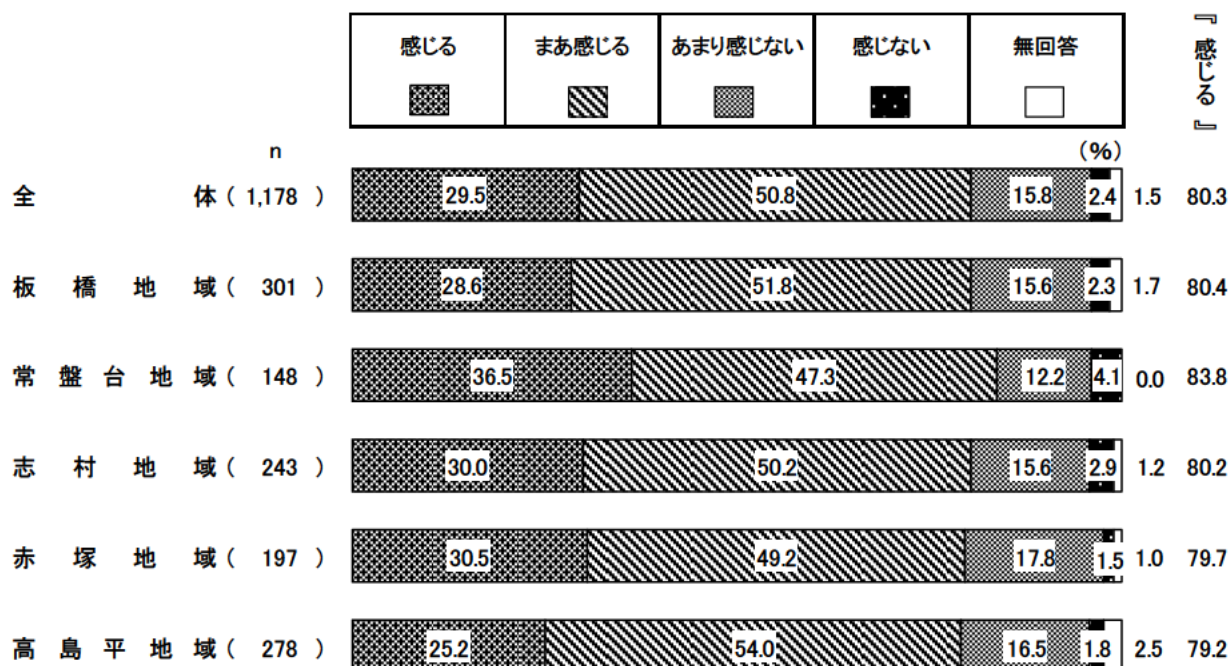 感じる まあ感じる あまり感じない 感じない 無回答 『感じる』
n (%)
全体( 1,178 ) 29.5 50.8 15.8 2.4 1.5 80.3
板橋地域( 301 ) 28.6 51.8 15.6 2.3 1.7 80.4
常盤台地域( 148 ) 36.5 47.3 12.2 4.1 0.0 83.8
志村地域( 243 ) 30.0 50.2 15.6 2.9 1.2 80.2
赤塚地域( 197 ) 30.5 49.2 17.8 1.5 1.0 79.7
高島平地域( 278 ) 25.2 54.0 16.5 1.8 2.5 79.2